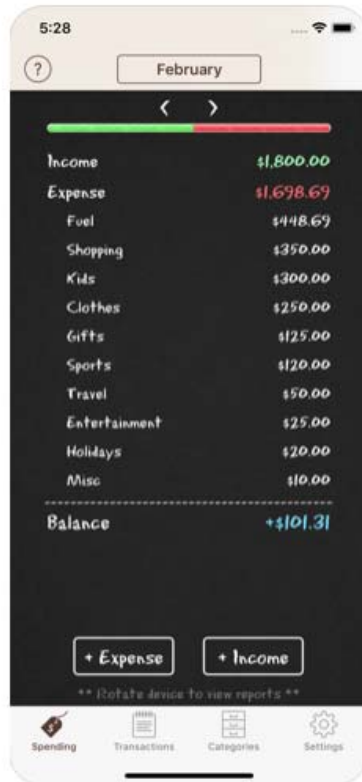 5:28
?
February
< >
Income $1,800.00
Expense $1,698.69
Fuel $448.69
Shopping $350.00
Kids $300.00
Clothes $250.00
Gifts $125.00
Sports $120.00
Travel $50.00
Entertainment $25.00
Holidays $20.00
Misc $10.00
Balance +$101.31
+ Expense + Income
** Rotate device to view reports **
Spending Transactions Categories Settings